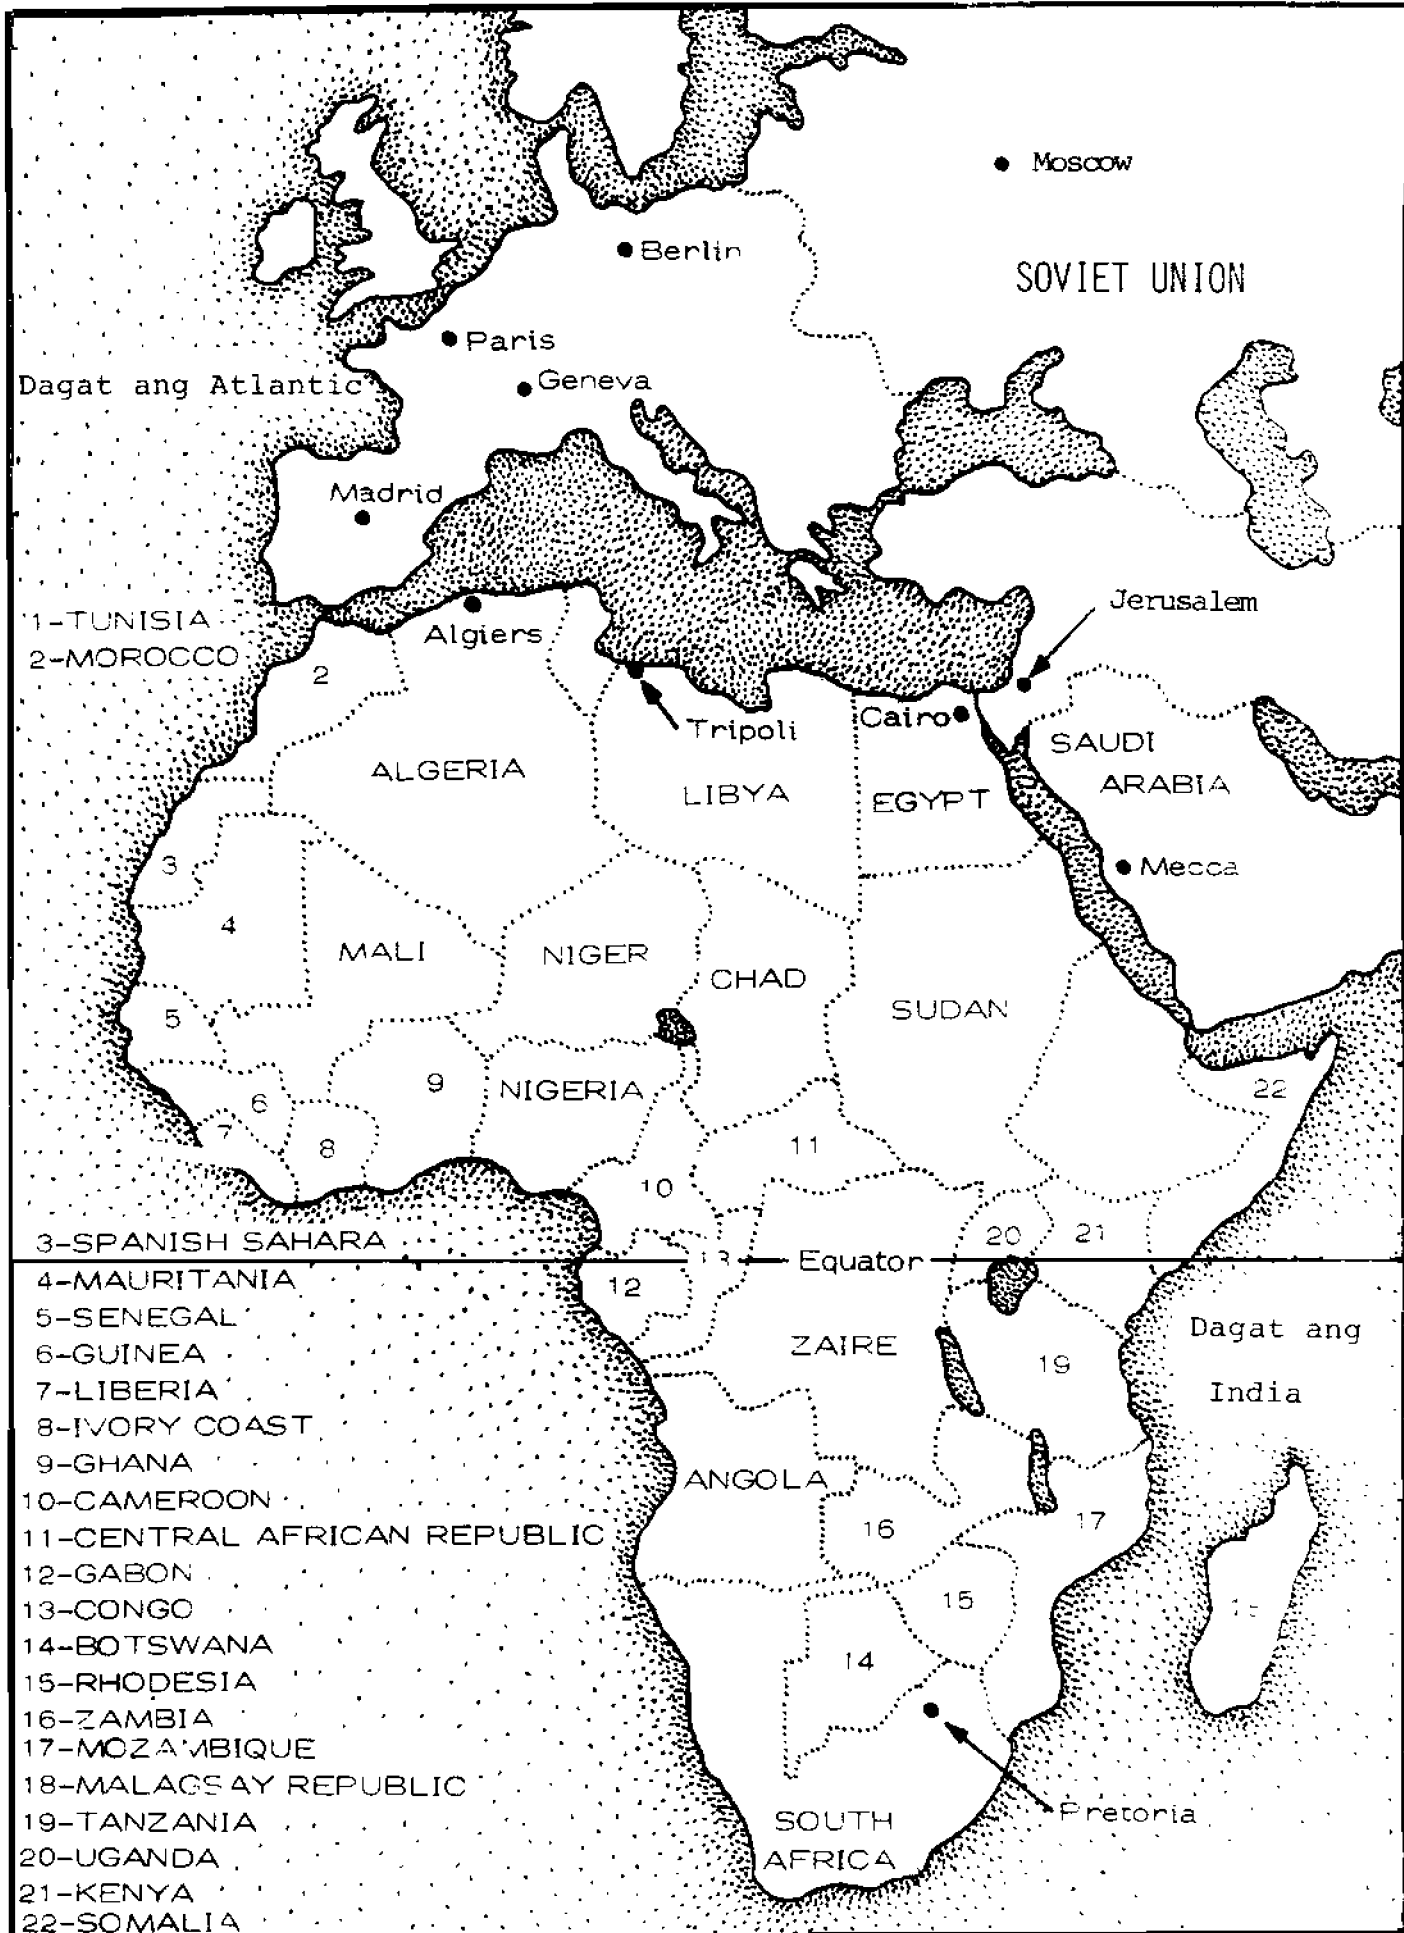 Moscow
Berlin
SOVIET UNION
Paris
Dagat ang Atlantic
Geneva
Madrid
Jerusalem
1-TUNISIA
Algiers
2-MOROCCO
2
Cairo
Tripoli
SAUDI
ALGERIA
ARABIA
LIBYA
EGYPT
3
Mecca
4
MALI
NIGER
CHAD
SUDAN
5
9
NIGERIA
22
6
7
8
11
10
3-SPANISH SAHARA
20
21
13
Equator
4-MAURITANIA
12
5-SENEGAL
Dagat ang
India
6-GUINEA
ZAIRE
19
7-LIBERIA
8-IVORY COAST
9-GHANA
ANGOLA
10-CAMEROON
16
17
11-CENTRAL AFRICAN REPUBLIC
12-GABON
15
13-CONGO
14-BOTSWANA
14
15-RHODESIA
16-ZAMBIA
17-MOZAMBIQUE
18-MALAGSAY REPUBLIC
Pretoria
19-TANZANIA
SOUTH
AFRICA
20-UGANDA
21-KENYA
22-SOMALIA